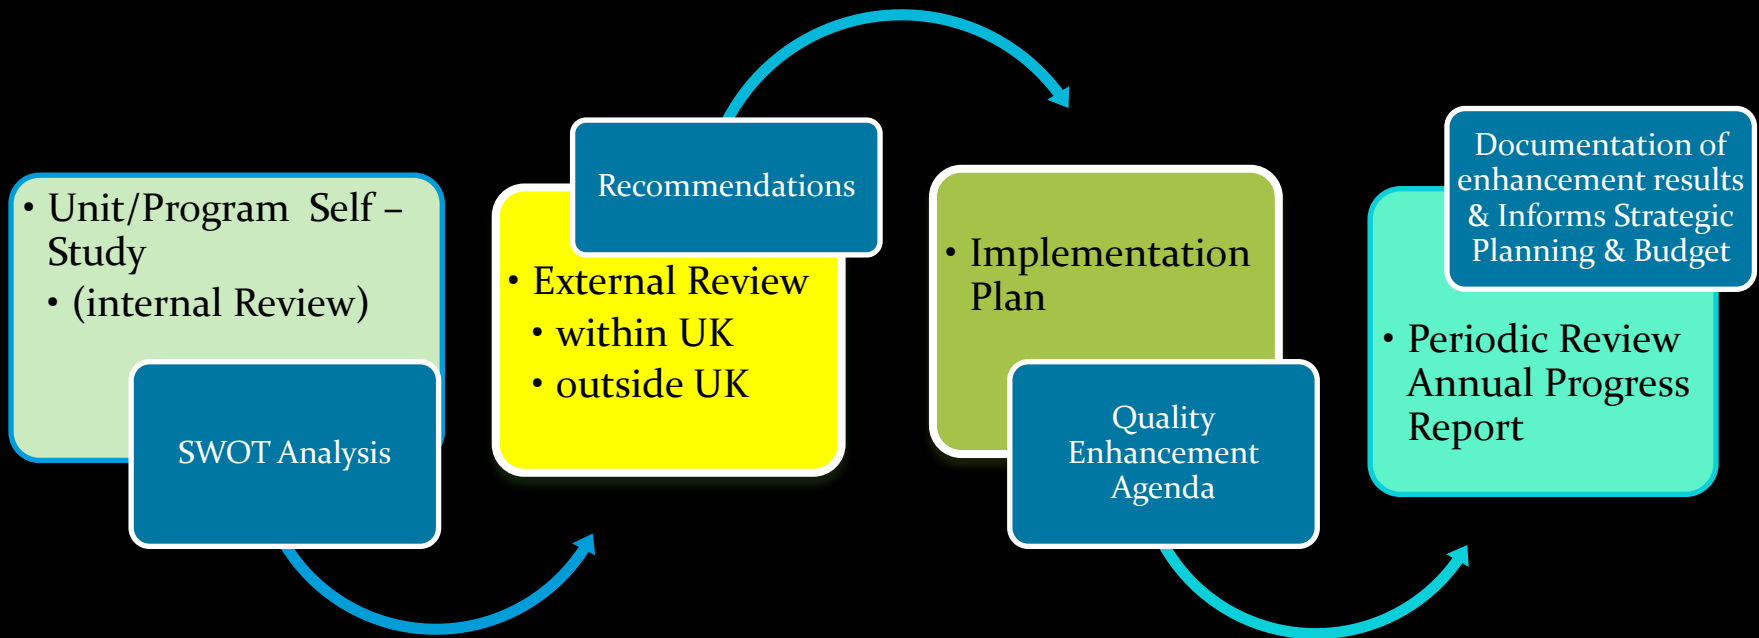 • Unit/Program Self –
Study
• (internal Review)
SWOT Analysis
Recommendations
• External Review
• within UK
• outside UK
• Implementation
Plan
Quality
Enhancement
Agenda
Documentation of
enhancement results
& Informs Strategic
Planning & Budget
• Periodic Review
Annual Progress
Report